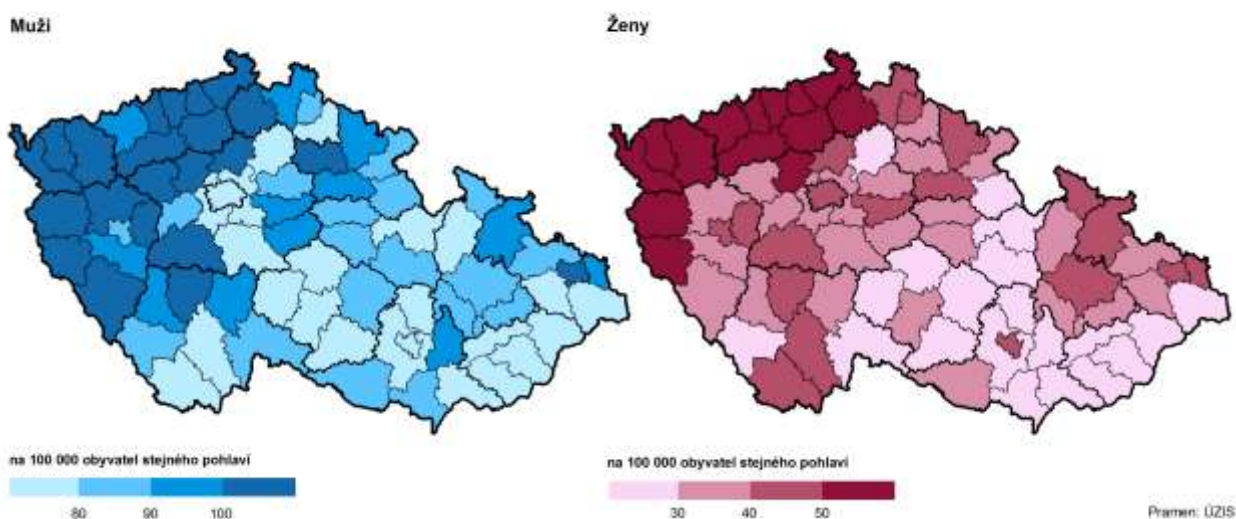 Muži
Ženy
na 100 000 obyvatel stejného pohlaví
80 90 100
na 100 000 obyvatel stejného pohlaví
30 40 50
Pramen: ÚZIS